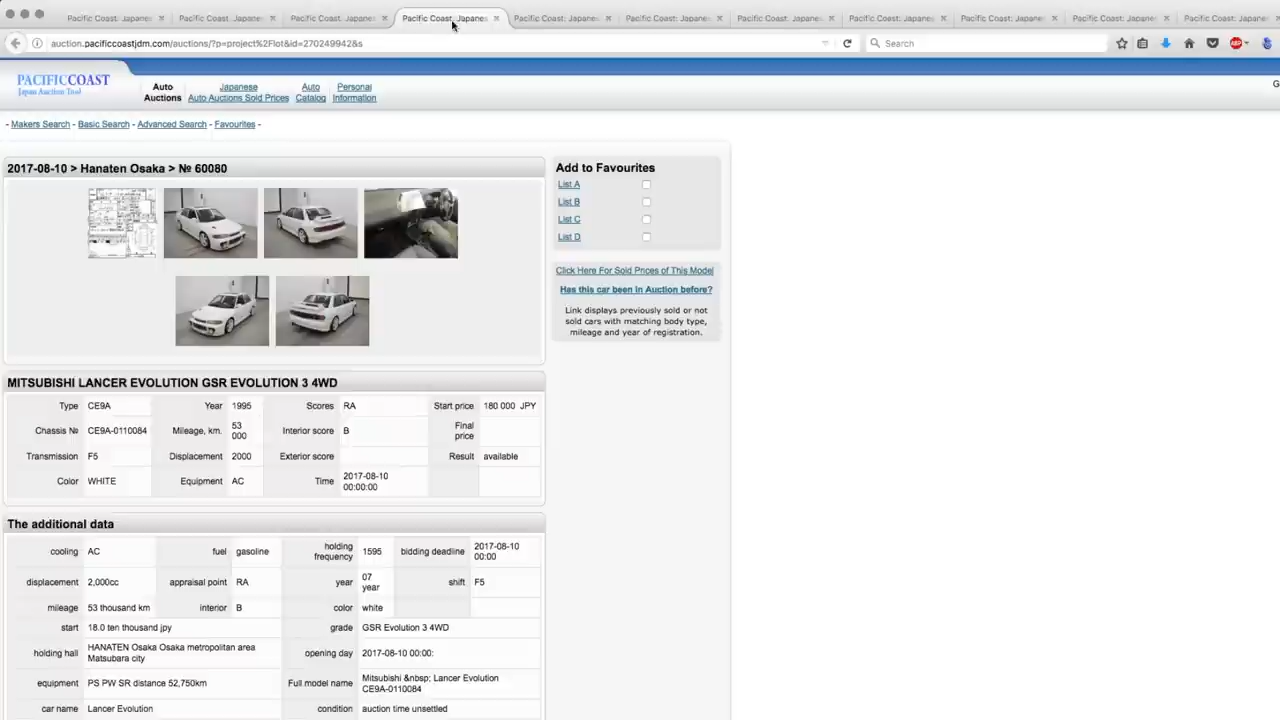 Pacific Coast: Japanes × Pacific Coast: Japanes × Pacific Coast: Japanes × Pacific Coast: Japanes × Pacific Coast: Japanes × Pacific Coast: Japanes × Pacific Coast: Japanes × Pacific Coast: Japanes × Pacific Coast: Japanes × Pacific Coast: Japanes × Pacific Coast: Japanes
auction.pacificcoastjdm.com/auctions/?p=project%2Flot&id=270249942&s
Search
ABP
PACIFICCOAST
Japan Auction Tool
Auto Auctions
Japanese Auto Auctions Sold Prices
Auto Catalog
Personal Information
G
- Makers Search - Basic Search - Advanced Search - Favourites -
2017-08-10 > Hanaten Osaka > № 60080
Add to Favourites
List A
List B
List C
List D
Click Here For Sold Prices of This Model
Has this car been in Auction before?
Link displays previously sold or not
sold cars with matching body type,
mileage and year of registration.
MITSUBISHI LANCER EVOLUTION GSR EVOLUTION 3 4WD
Type CE9A Year 1995 Scores RA Start price 180 000 JPY
Chassis № CE9A-0110084 Mileage, km. 53 000 Interior score B Final price
Transmission F5 Displacement 2000 Exterior score Result available
Color WHITE Equipment AC Time 2017-08-10 00:00:00
The additional data
cooling AC fuel gasoline holding frequency 1595 bidding deadline 2017-08-10 00:00
displacement 2,000cc appraisal point RA year 07 year shift F5
mileage 53 thousand km interior B color white
start 18.0 ten thousand jpy grade GSR Evolution 3 4WD
holding hall HANATEN Osaka Osaka metropolitan area Matsubara city opening day 2017-08-10 00:00:
equipment PS PW SR distance 52,750km Full model name Mitsubishi &nbsp; Lancer Evolution CE9A-0110084
car name Lancer Evolution condition auction time unsettled